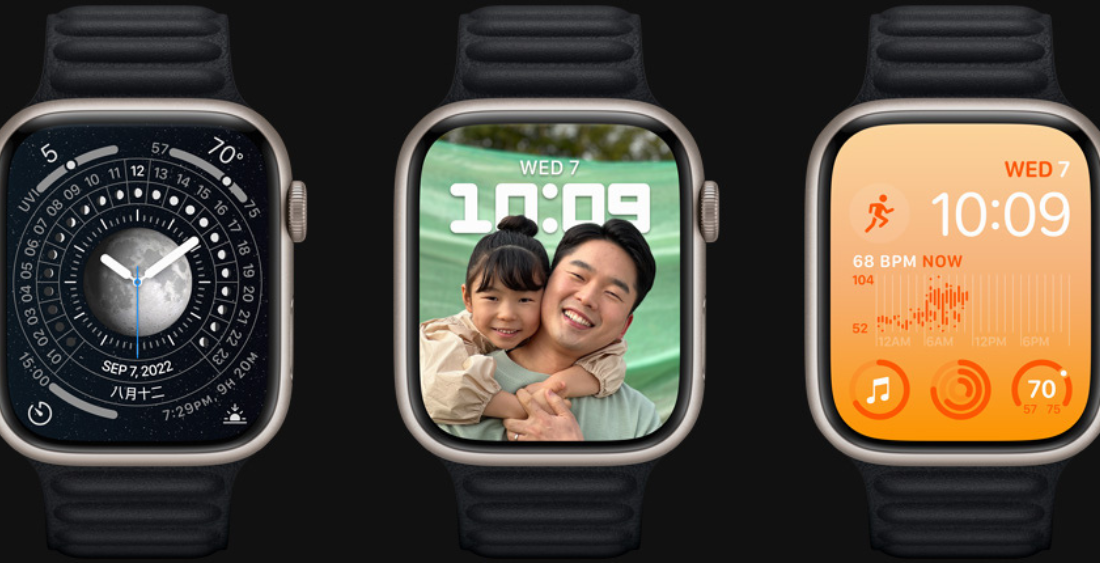 5
UVI
57
70°
75
01 02 03 04 05 06 07 08 09 10 11 12 13 14 15 16 17 18 19 20 21 22 23
SEP 7, 2022
八月十二
15:00
7:29PM, 9H 20M
WED 7
10:09
WED 7
10:09
68 BPM NOW
104
52
12AM 6AM 12PM 6PM
70
57 75